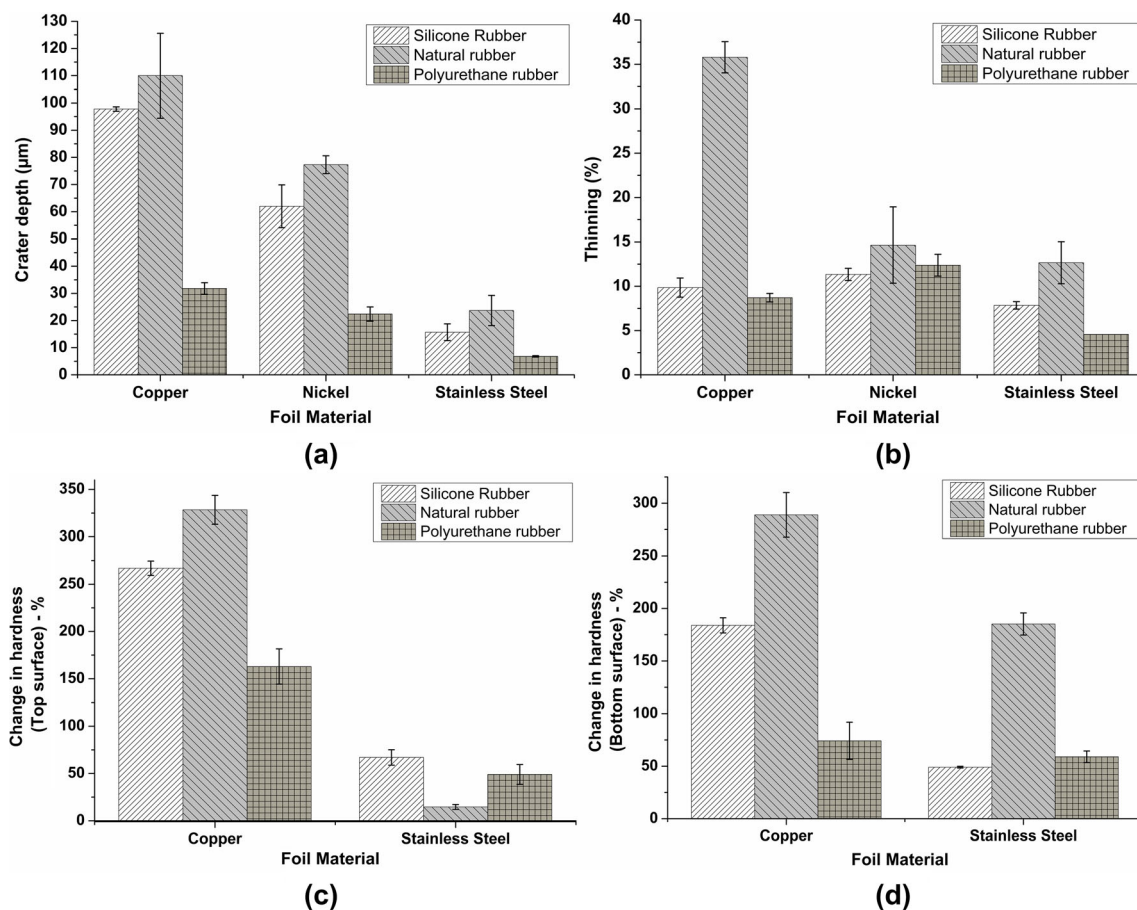 130
120
110
100
90
80
70
60
50
40
30
20
10
0
Crater depth (µm)
Silicone Rubber
Natural rubber
Polyurethane rubber
Copper
Nickel
Stainless Steel
Foil Material
(a)
40
35
30
25
20
15
10
5
0
Thinning (%)
Silicone Rubber
Natural rubber
Polyurethane rubber
Copper
Nickel
Stainless Steel
Foil Material
(b)
350
300
250
200
150
100
50
0
Change in hardness
(Top surface) - %
Silicone Rubber
Natural rubber
Polyurethane rubber
Copper
Stainless Steel
Foil Material
(c)
300
250
200
150
100
50
0
Change in hardness
(Bottom surface) - %
Silicone Rubber
Natural rubber
Polyurethane rubber
Copper
Stainless Steel
Foil Material
(d)